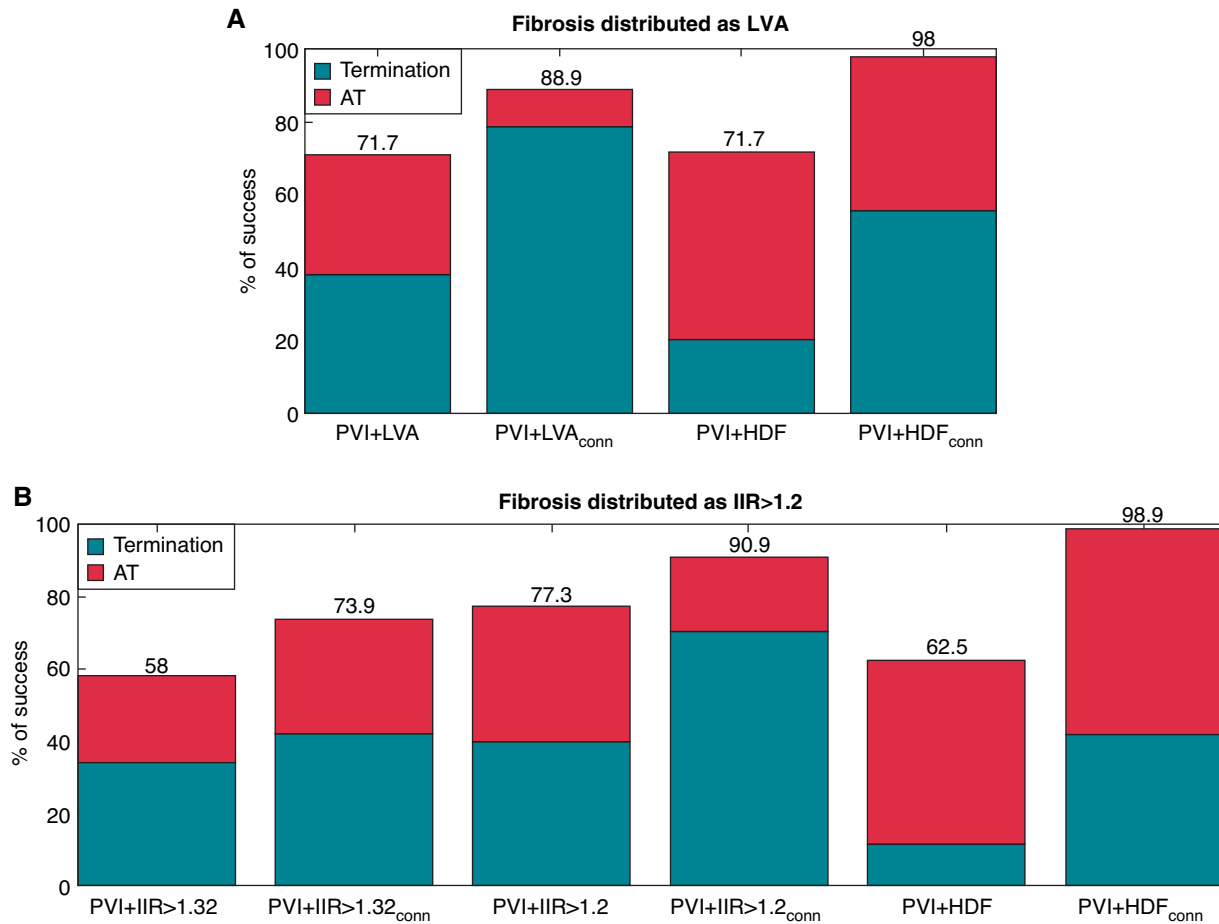 A
Fibrosis distributed as LVA
% of success
100
80
60
40
20
0
Termination
AT
71.7
88.9
71.7
98
PVI+LVA
PVI+LVAconn
PVI+HDF
PVI+HDFconn
B
Fibrosis distributed as IIR>1.2
% of success
100
80
60
40
20
0
Termination
AT
58
73.9
77.3
90.9
62.5
98.9
PVI+IIR>1.32
PVI+IIR>1.32conn
PVI+IIR>1.2
PVI+IIR>1.2conn
PVI+HDF
PVI+HDFconn